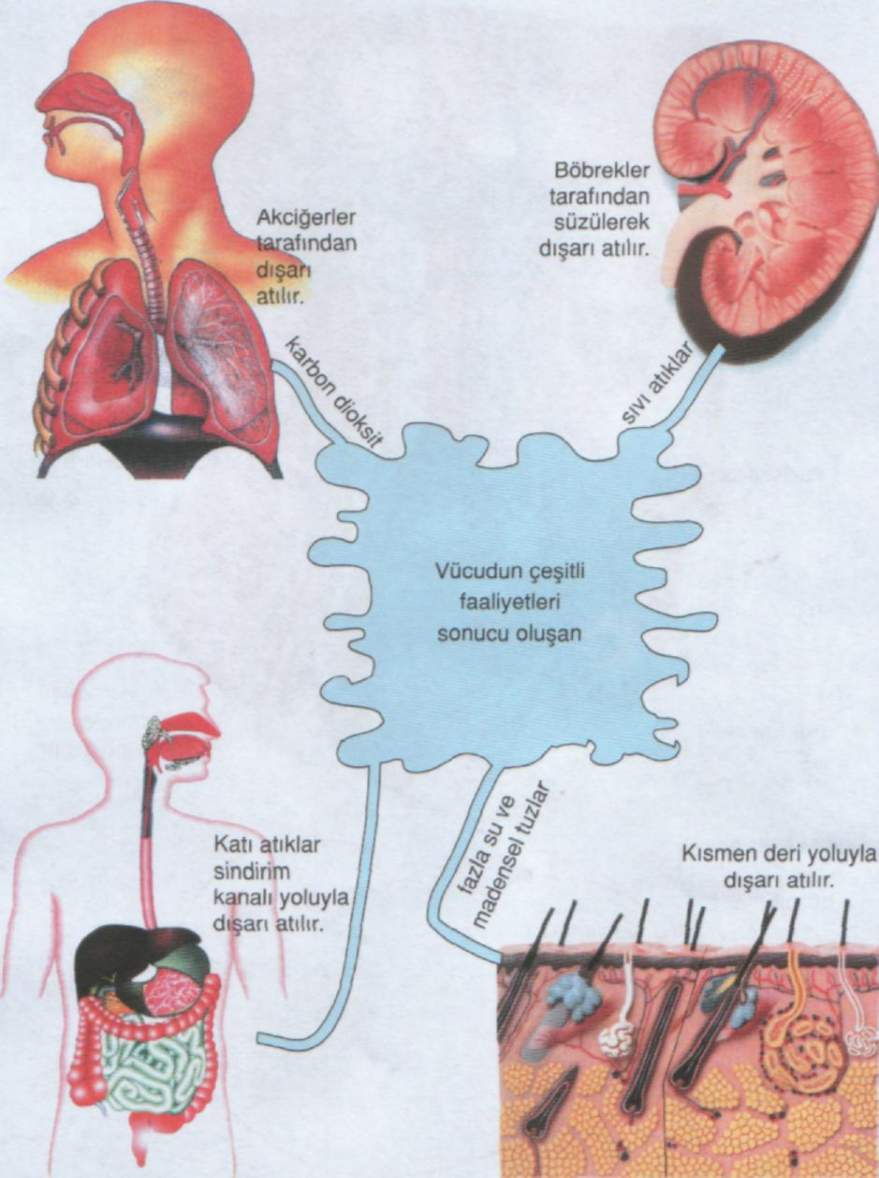 Akciğerler
tarafından
dışarı
atılır.
Böbrekler
tarafından
süzülerek
dışarı atılır.
karbon dioksit
sıvı atıklar
Vücudun çeşitli
faaliyetleri
sonucu oluşan
Katı atıklar
sindirim
kanalı yoluyla
dışarı atılır.
fazla su ve
madensel tuzlar
Kısmen deri yoluyla
dışarı atılır.